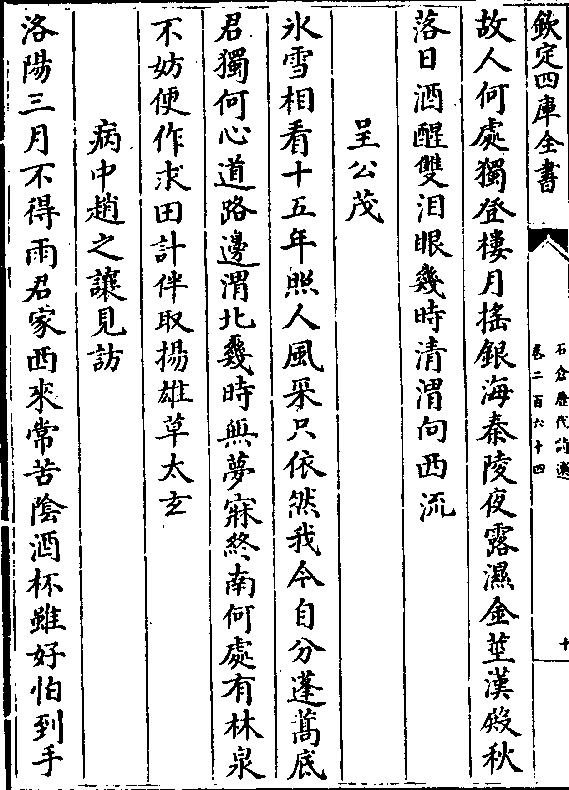 欽定四庫全書
石倉歷代詩選
卷二百六十四
十
故人何處獨登樓月搖銀海秦陵夜露濕金莖漢殿秋
落日酒醒雙泪眼幾時清渭向西流
呈公茂
氷雪相看十五年照人風采只依然我今自分蓬蒿底
君獨何心道路邊渭北幾時無夢寐終南何處有林泉
不妨便作求田計伴取揚雄草太玄
病中趙之讓見訪
洛陽三月不得雨君家西來常苦陰酒杯雖好怕到手